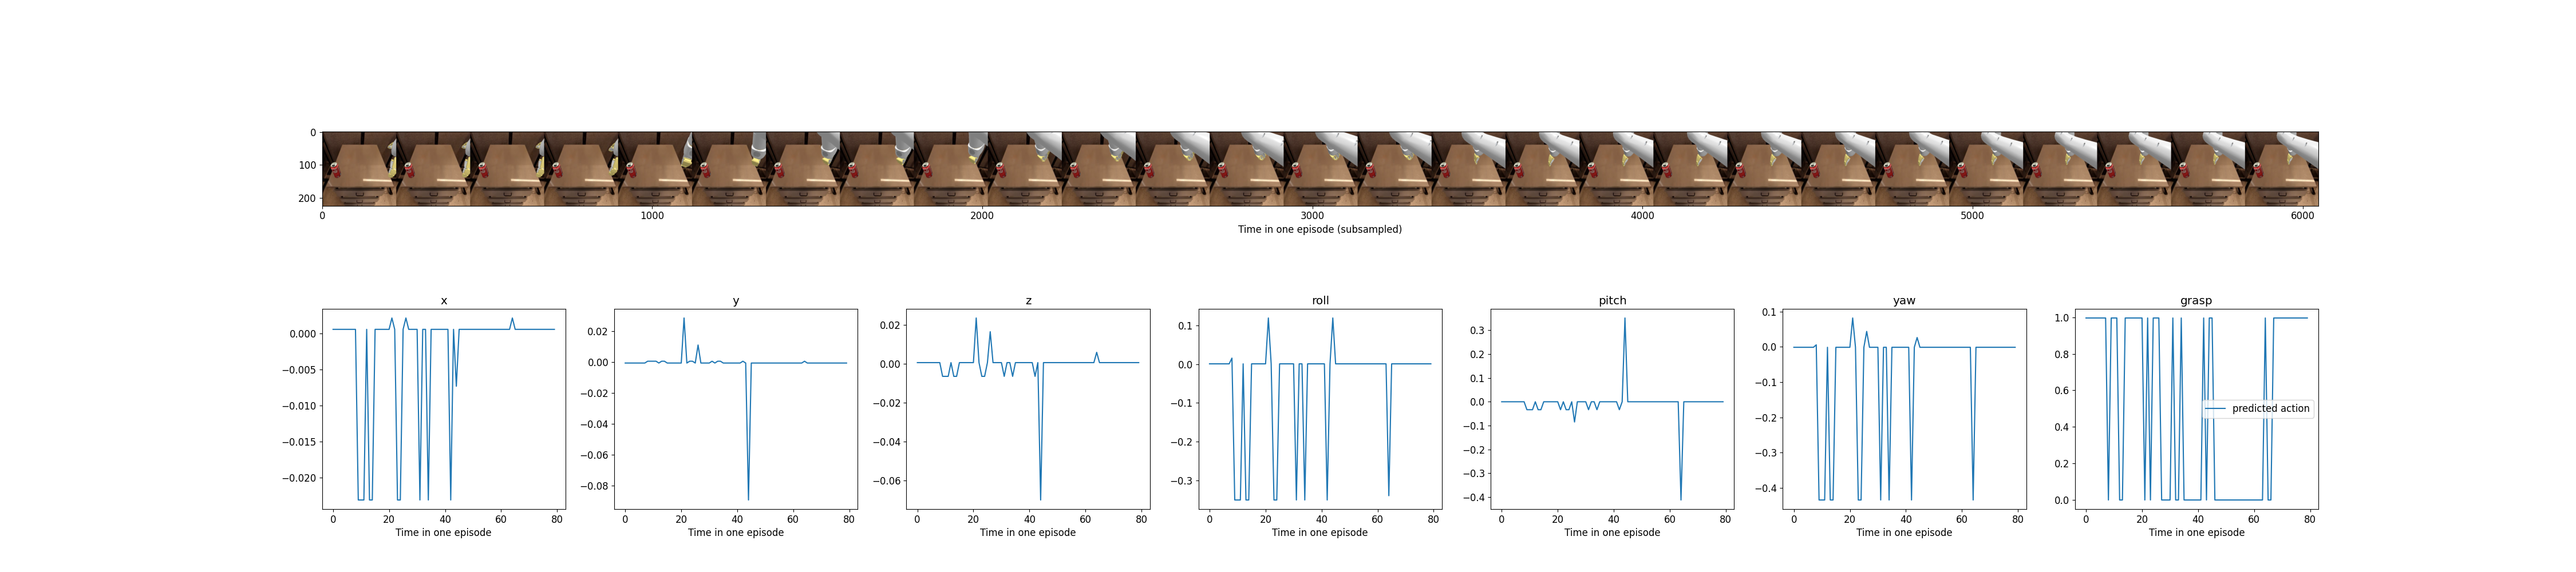 0
100
200
0 1000 2000 3000 4000 5000 6000
Time in one episode (subsampled)
x y z roll pitch yaw grasp
0.000
−0.005
−0.010
−0.015
−0.020
0 20 40 60 80
Time in one episode
0.02
0.00
−0.02
−0.04
−0.06
−0.08
0 20 40 60 80
Time in one episode
0.02
0.00
−0.02
−0.04
−0.06
0 20 40 60 80
Time in one episode
0.1
0.0
−0.1
−0.2
−0.3
0 20 40 60 80
Time in one episode
0.3
0.2
0.1
0.0
−0.1
−0.2
−0.3
−0.4
0 20 40 60 80
Time in one episode
0.1
0.0
−0.1
−0.2
−0.3
−0.4
0 20 40 60 80
Time in one episode
1.0
0.8
0.6
0.4
0.2
0.0
predicted action
0 20 40 60 80
Time in one episode